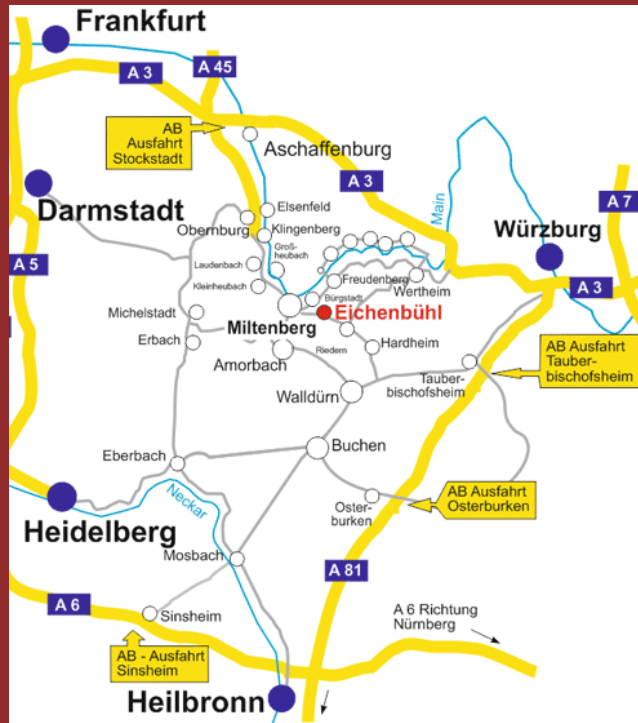 Frankfurt
A 3
A 45
AB
Ausfahrt
Stockstadt
Aschaffenburg
A 3
Main
A 7
Darmstadt
Würzburg
Elsenfeld
Obernburg
Klingenberg
Groß-
heubach
A 5
Laudenbach
Kleinheubach
Freudenberg
Wertheim
A 3
Bürgstadt
Michelstadt
Miltenberg
Eichenbühl
Erbach
Amorbach
Riedern
Hardheim
AB Ausfahrt
Tauber-
bischofsheim
Tauber-
bischofsheim
Walldürn
Buchen
Eberbach
Neckar
AB Ausfahrt
Osterburken
Oster-
burken
Heidelberg
Mosbach
A 81
A 6
Sinsheim
A 6 Richtung
Nürnberg
AB - Ausfahrt
Sinsheim
Heilbronn